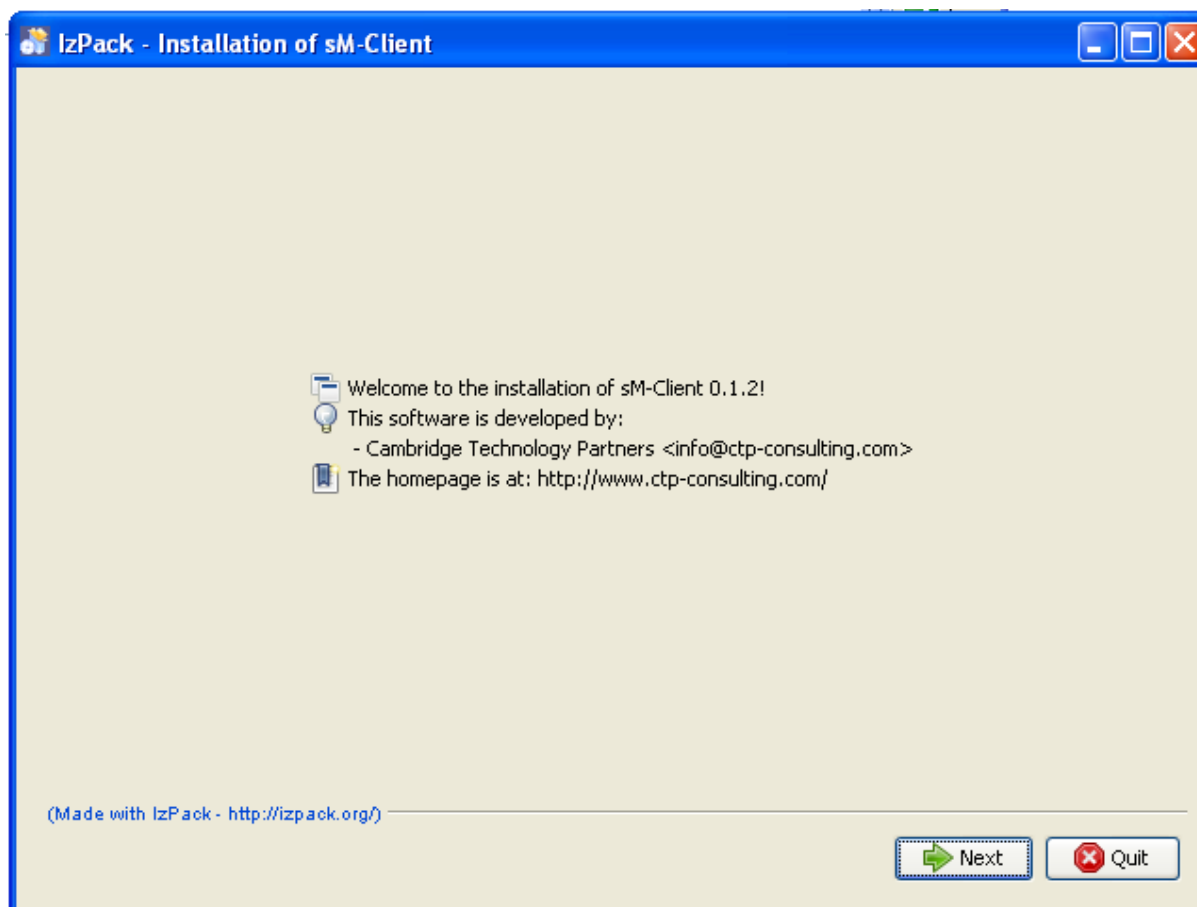 IzPack - Installation of sM-Client
Welcome to the installation of sM-Client 0.1.2!
This software is developed by:
- Cambridge Technology Partners <info@ctp-consulting.com>
The homepage is at: http://www.ctp-consulting.com/
(Made with IzPack - http://izpack.org/)
Next
Quit